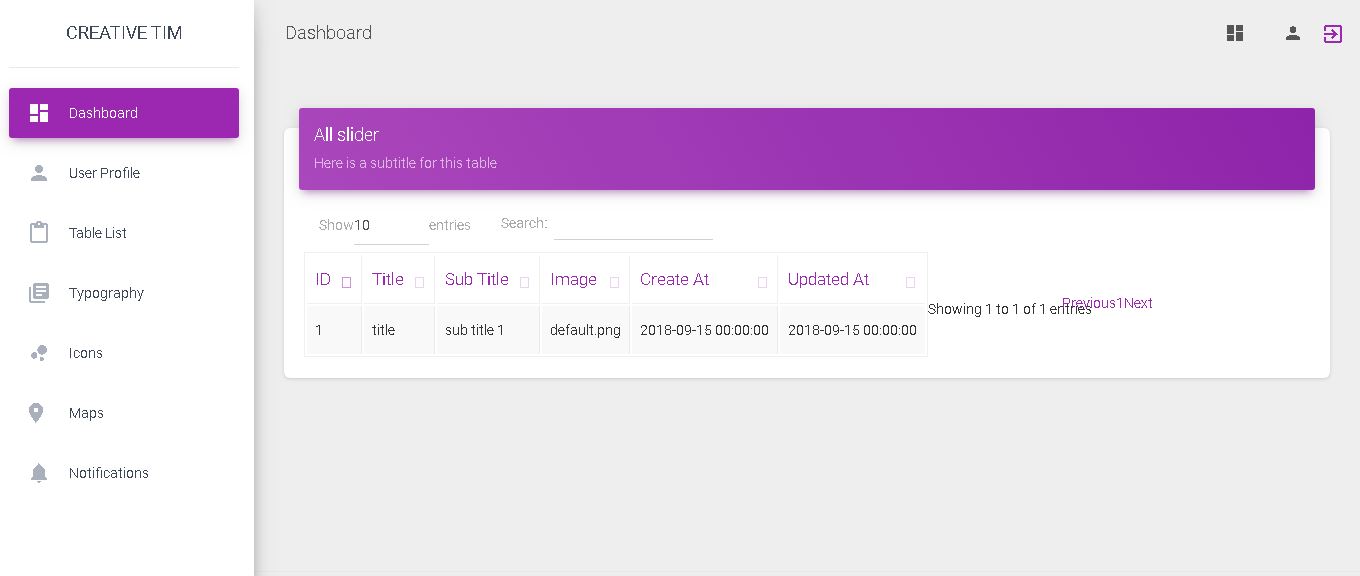 CREATIVE TIM
Dashboard
Dashboard
User Profile
Table List
Typography
Icons
Maps
Notifications
All slider
Here is a subtitle for this table
Show 10 entries Search:
ID Title Sub Title Image Create At Updated At
1 title sub title 1 default.png 2018-09-15 00:00:00 2018-09-15 00:00:00
Showing 1 to 1 of 1 entries
Previous1Next